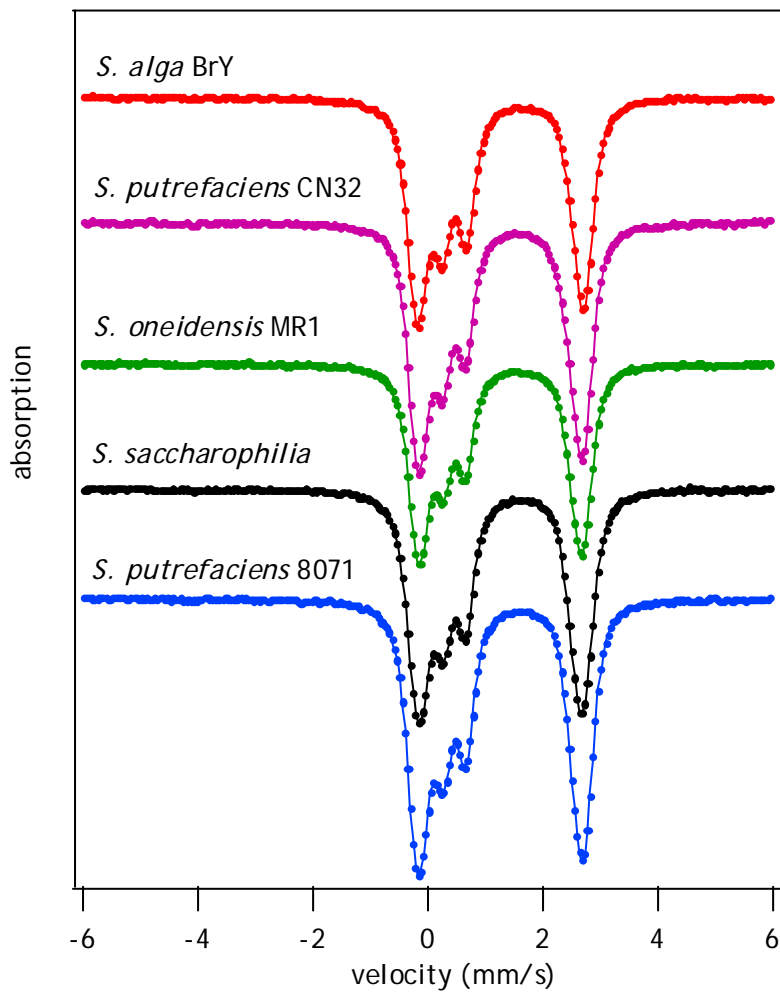 S. alga BrY
S. putrefaciens CN32
S. oneidensis MR1
S. saccharophilia
S. putrefaciens 8071
absorption
-6 -4 -2 0 2 4 6
velocity (mm/s)